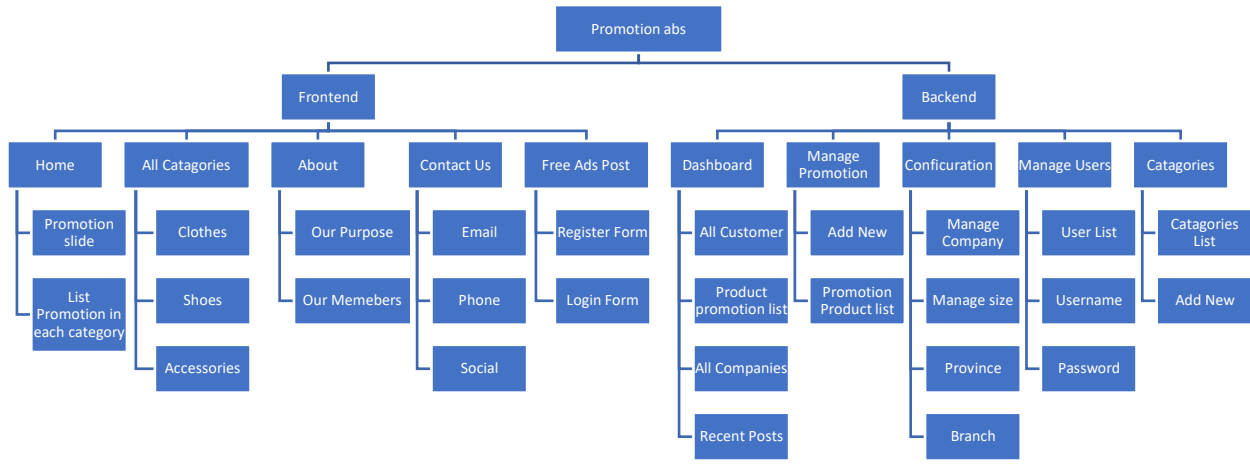 Promotion abs
Frontend
Backend
Home
All Catagories
About
Contact Us
Free Ads Post
Dashboard
Manage
Promotion
Conficuration
Manage Users
Catagories
Promotion
slide
List
Promotion in
each category
Clothes
Shoes
Accessories
Our Purpose
Our Memebers
Email
Phone
Social
Register Form
Login Form
All Customer
Product
promotion list
All Companies
Recent Posts
Add New
Promotion
Product list
Manage
Company
Manage size
Province
Branch
User List
Username
Password
Catagories
List
Add New